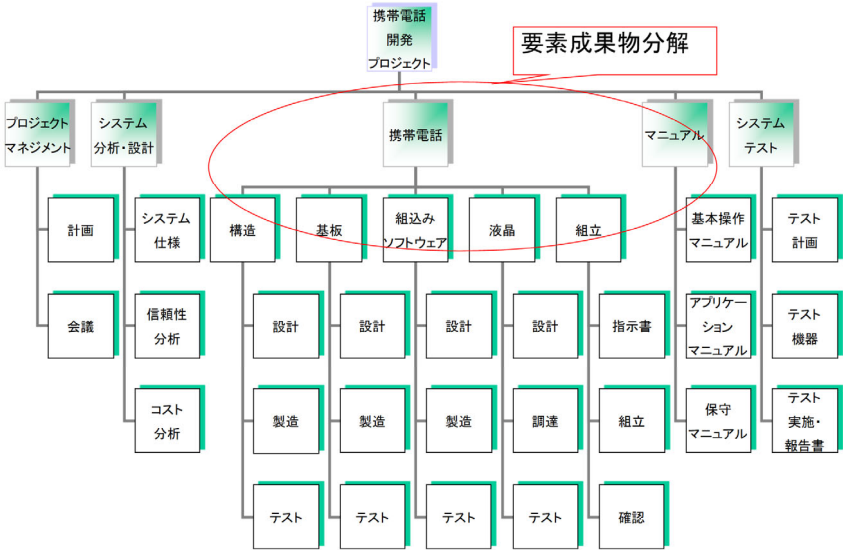 携帯電話
開発
プロジェクト
要素成果物分解
プロジェクト
マネジメント
システム
分析・設計
携帯電話
マニュアル
システム
テスト
計画
システム
仕様
構造
基板
組込み
ソフトウェア
液晶
組立
基本操作
マニュアル
テスト
計画
会議
信頼性
分析
設計
設計
設計
設計
指示書
アプリケー
ション
マニュアル
テスト
機器
コスト
分析
製造
製造
製造
調達
組立
保守
マニュアル
テスト
実施・
報告書
テスト
テスト
テスト
テスト
確認